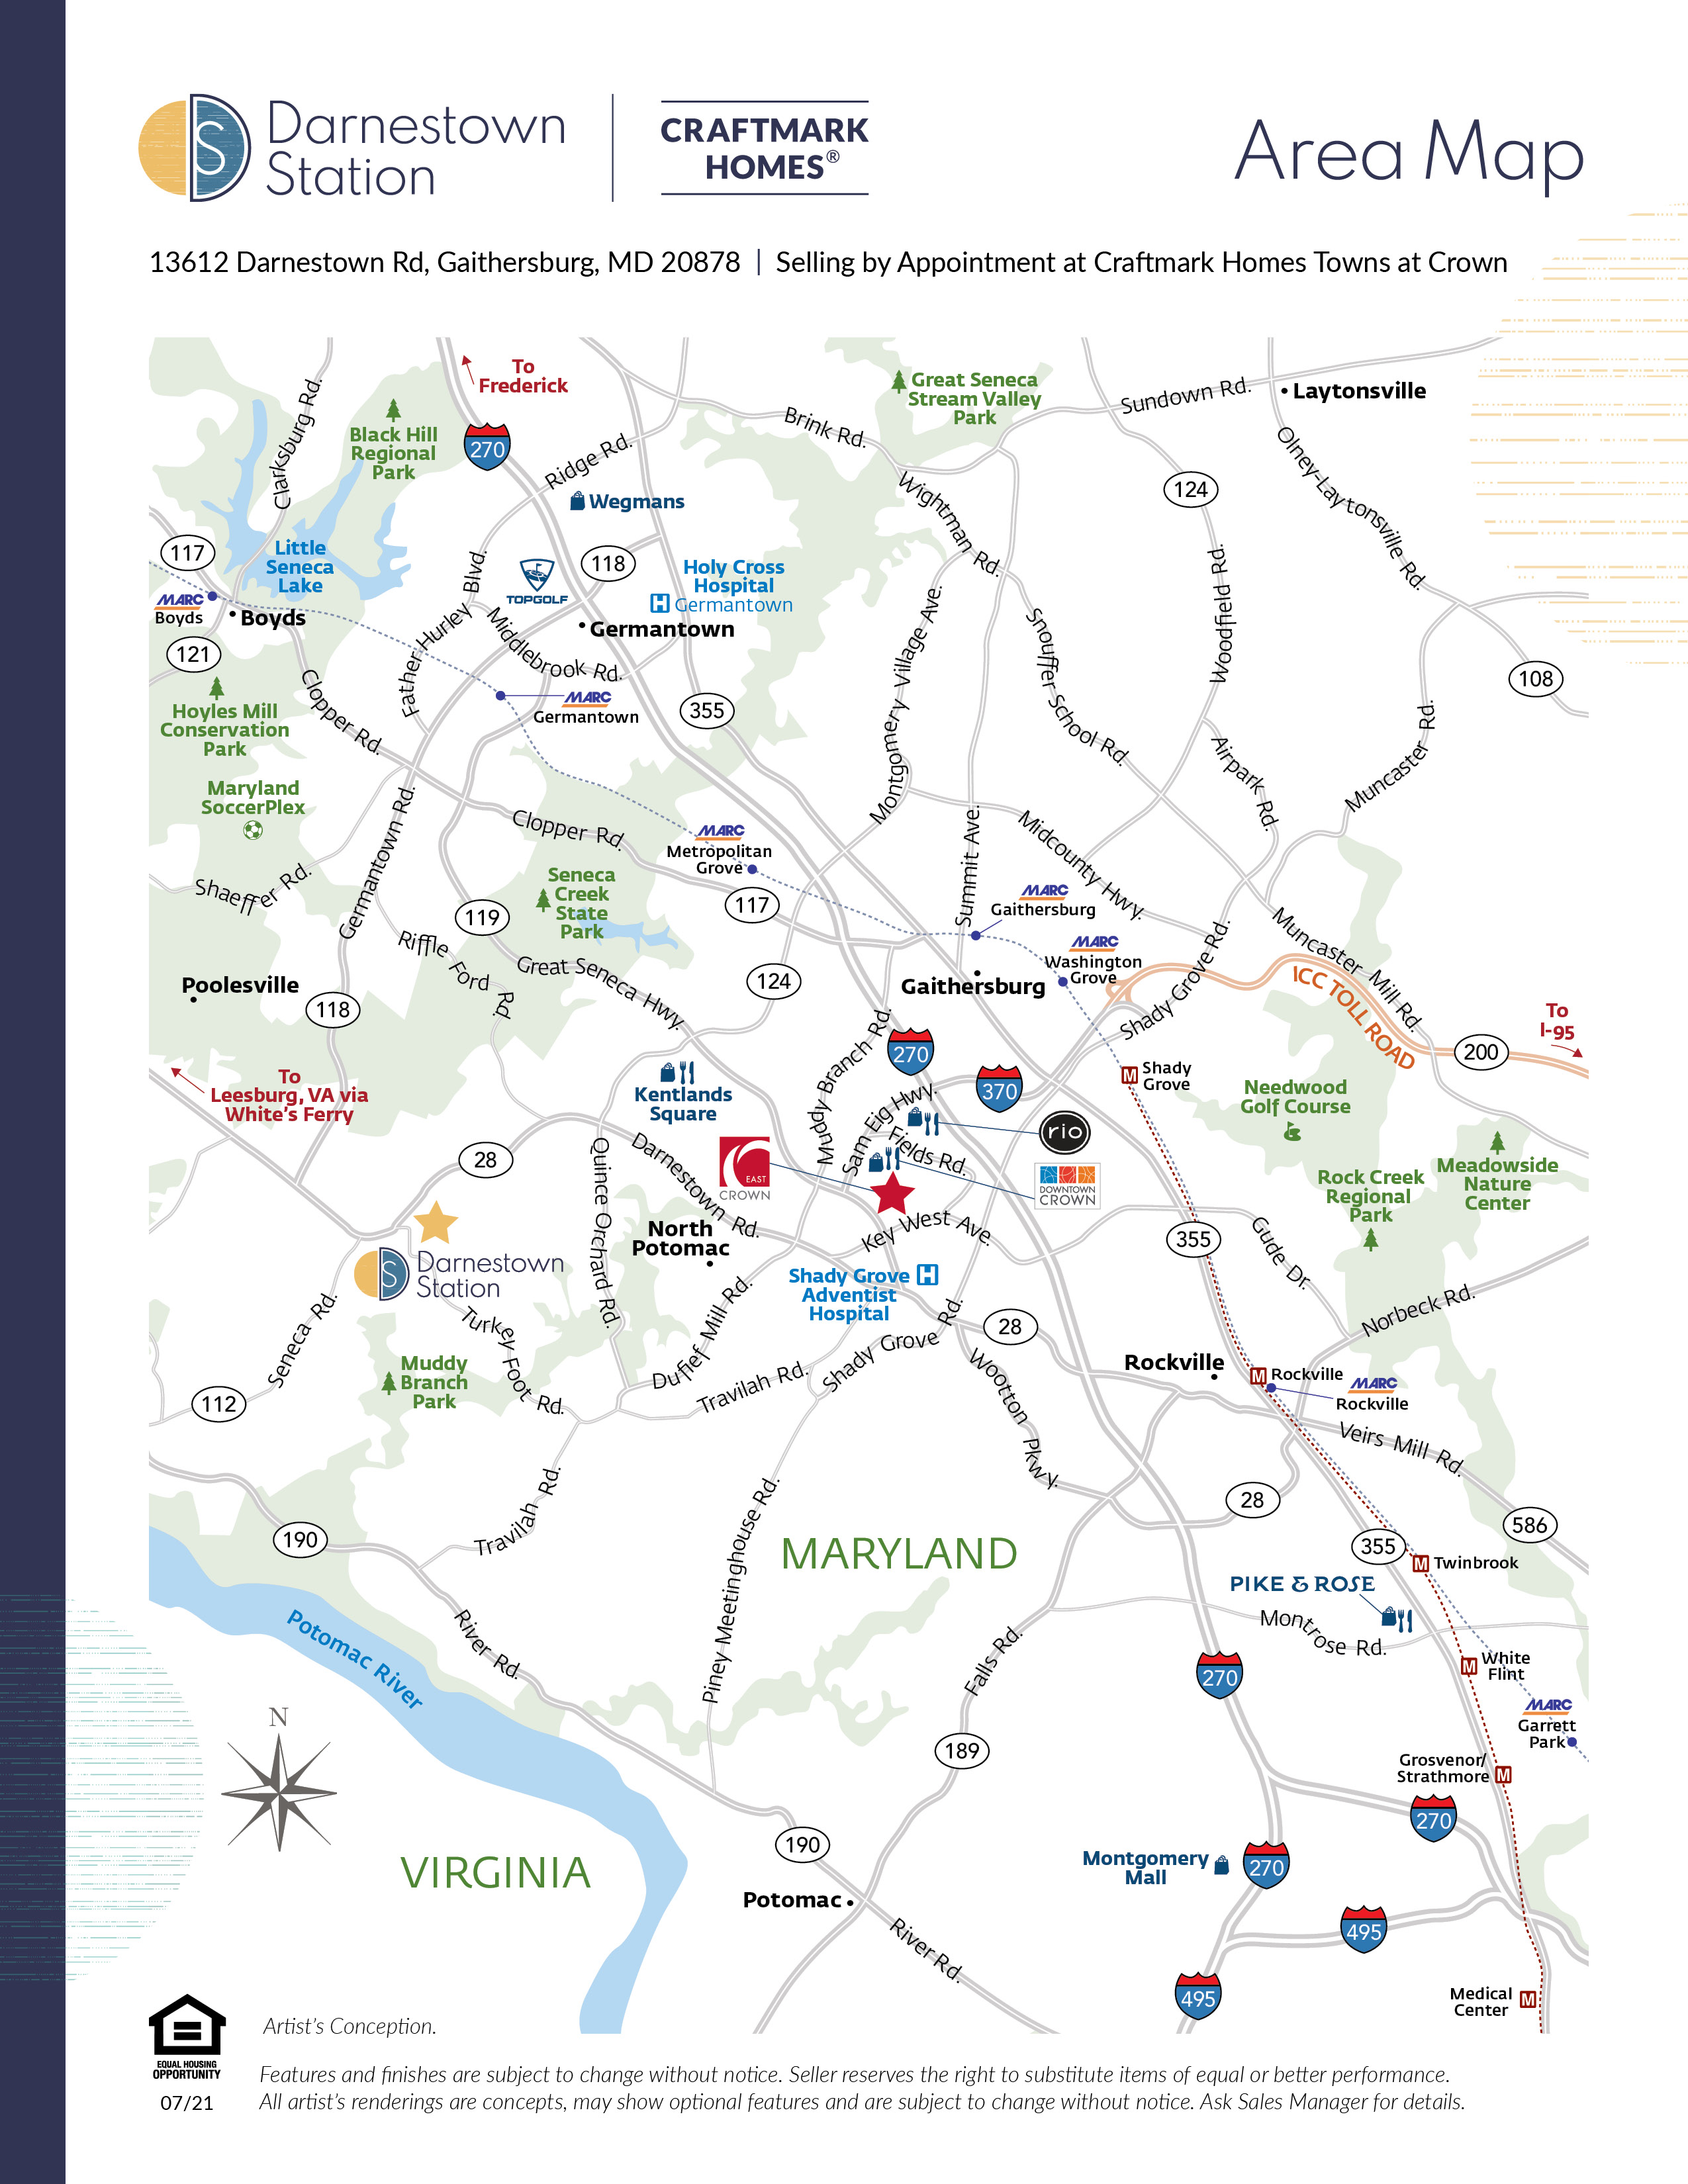 Darnestown
Station
CRAFTMARK
HOMES®
Area Map
13612 Darnestown Rd, Gaithersburg, MD 20878 | Selling by Appointment at Craftmark Homes Towns at Crown
To
Frederick
Clarksburg Rd.
Black Hill
Regional
Park
270
Ridge Rd.
Wegmans
Brink Rd.
Great Seneca
Stream Valley
Park
Sundown Rd.
Laytonsville
Olney-Laytonsville Rd.
124
Wightman Rd.
117
Little
Seneca
Lake
MARC
Boyds
Boyds
121
Father Hurley Blvd.
TOPGOLF
118
Holy Cross
Hospital
H Germantown
Germantown
Middlebrook Rd.
MARC
Germantown
355
Montgomery Village Ave.
Snouffer School Rd.
Woodfield Rd.
108
Hoyles Mill
Conservation
Park
Clopper Rd.
Maryland
SoccerPlex
Airpark Rd.
Muncaster Rd.
Shaeffer Rd.
Germantown Rd.
Clopper Rd.
MARC
Metropolitan
Grove
Summit Ave.
Midcounty Hwy.
Seneca
Creek
State
Park
119
117
MARC
Gaithersburg
MARC
Washington
Grove
Muncaster Mill Rd.
Riffle Ford Rd.
Great Seneca Hwy.
124
Gaithersburg
Shady Grove Rd.
ICC TOLL ROAD
200
To
I-95
Poolesville
118
To
Leesburg, VA via
White's Ferry
Kentlands
Square
Muddy Branch Rd.
270
370
M Shady
Grove
Needwood
Golf Course
Sam Eig Hwy.
Fields Rd.
rio
28
Quince Orchard Rd.
Darnestown Rd.
EAST
CROWN
DOWNTOWN
CROWN
Rock Creek
Regional
Park
Meadowside
Nature
Center
North
Potomac
Key West Ave.
355
Gude Dr.
Darnestown
Station
Shady Grove H
Adventist
Hospital
Norbeck Rd.
Seneca Rd.
Turkey Foot Rd.
Dufief Mill Rd.
28
Shady Grove Rd.
Muddy
Branch
Park
112
Travilah Rd.
Wootton Pkwy.
Rockville
M Rockville
MARC
Rockville
Veirs Mill Rd.
Travilah Rd.
Piney Meetinghouse Rd.
28
586
190
MARYLAND
355
M Twinbrook
PIKE & ROSE
Montrose Rd.
Potomac River
River Rd.
Falls Rd.
270
M White
Flint
MARC
Garrett
Park
N
189
Grosvenor/
Strathmore M
270
190
VIRGINIA
Montgomery
Mall
270
Potomac
River Rd.
495
495
Medical
Center M
EQUAL HOUSING
OPPORTUNITY
07/21
Artist's Conception.
Features and finishes are subject to change without notice. Seller reserves the right to substitute items of equal or better performance.
All artist's renderings are concepts, may show optional features and are subject to change without notice. Ask Sales Manager for details.